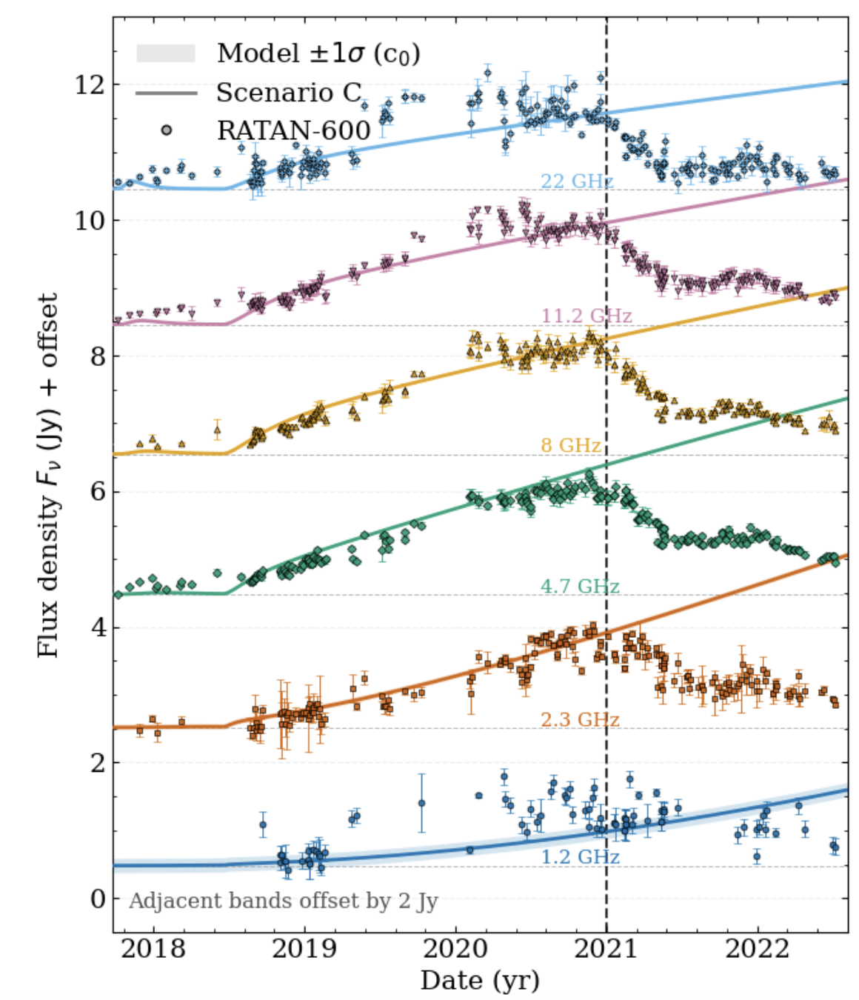 Model ±1σ (c₀)
Scenario C
RATAN-600
12
10
8
6
4
2
0
Flux density Fν (Jy) + offset
22 GHz
11.2 GHz
8 GHz
4.7 GHz
2.3 GHz
1.2 GHz
Adjacent bands offset by 2 Jy
2018 2019 2020 2021 2022
Date (yr)